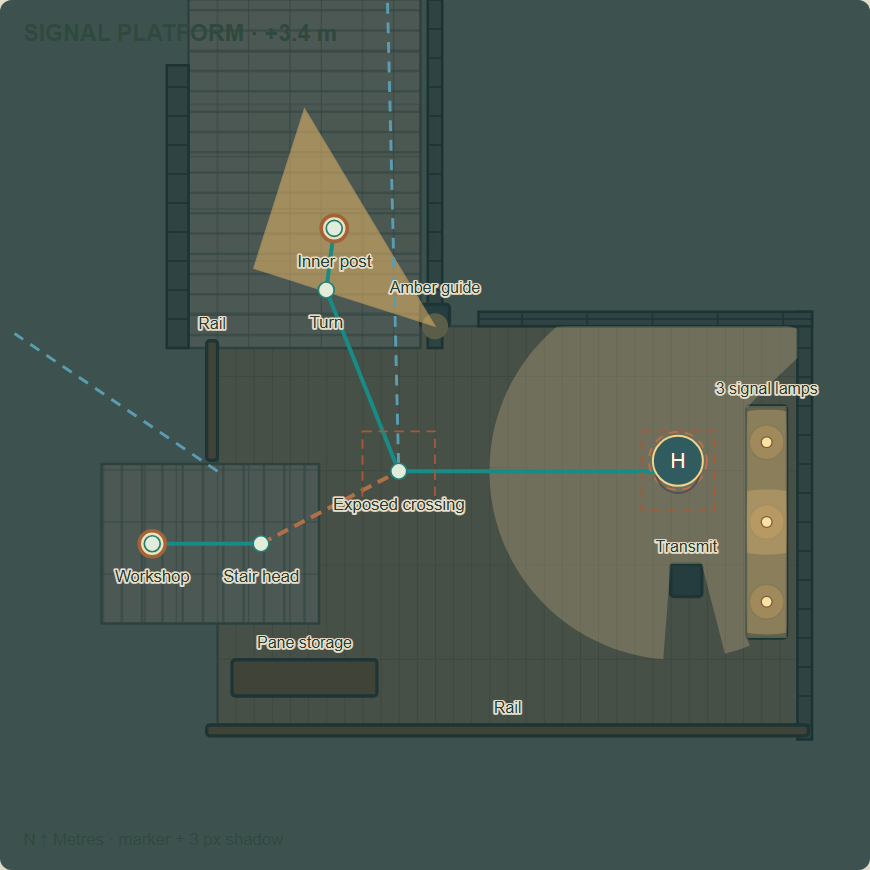 SIGNAL PLATFORM · +3.4 m
Inner post
Amber guide
Rail
Turn
3 signal lamps
H
Exposed crossing
Transmit
Workshop
Stair head
Pane storage
Rail
N ↑ Metres · marker + 3 px shadow